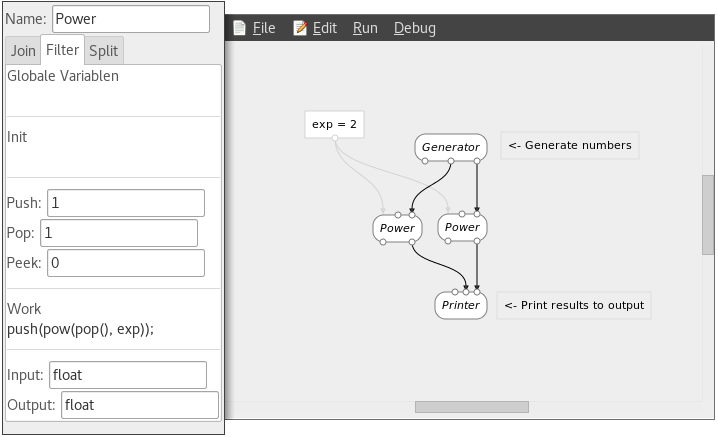 Name: Power
Join Filter Split
Globale Variablen
Init
Push: 1
Pop: 1
Peek: 0
Work
push(pow(pop(), exp));
Input: float
Output: float
File Edit Run Debug
exp = 2
Generator <- Generate numbers
Power Power
Printer <- Print results to output